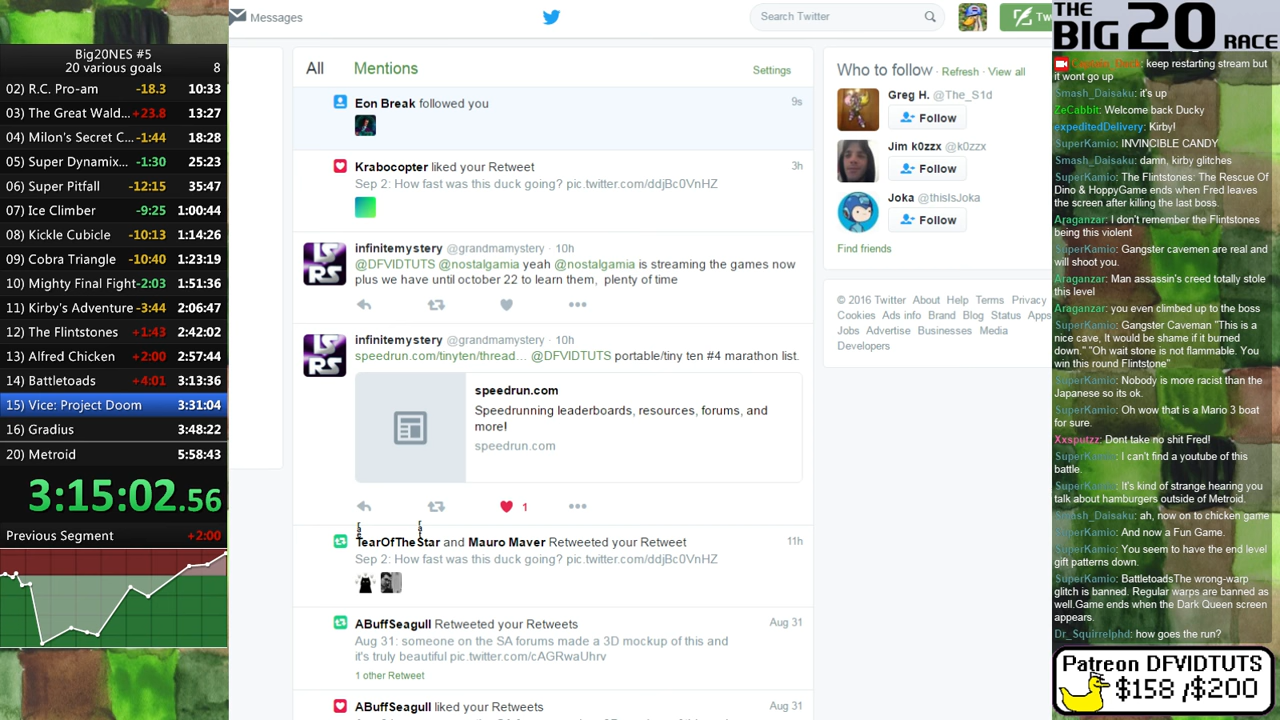 Big20NES #5
20 various goals 8
02) R.C. Pro-am -18.3 10:33
03) The Great Wald... +23.8 13:27
04) Milon's Secret C... -1:44 18:28
05) Super Dynamix... -1:30 25:23
06) Super Pitfall -12:15 35:47
07) Ice Climber -9:25 1:00:44
08) Kickle Cubicle -10:13 1:14:26
09) Cobra Triangle -10:40 1:23:19
10) Mighty Final Fight -2:03 1:51:31
11) Kirby's Adventure -3:44 2:06:47
12) The Flintstones +1:43 2:42:02
13) Alfred Chicken +2:00 2:57:44
14) Battletoads +4:01 3:13:36
15) Vice Project Doom 3:31:04
16) Gradius 3:48:22
20) Metroid 5:58:43
3:15:02.56
Previous Segment +2:00
Messages
Search Twitter
Tw
All Mentions Settings
Eon Break followed you 9s
Krabocopter liked your Retweet 3h
Sep 2: How fast was this duck going? pic.twitter.com/ddjBc0VnHZ
infinitemystery @grandmamystery · 10h
@DFVIDTUTS @nostalgamia yeah @nostalgamia is streaming the games now
plus we have until october 22 to learn them, plenty of time
infinitemystery @grandmamystery · 10h
speedrun.com/tinyten/thread… @DFVIDTUTS portable/tiny ten #4 marathon list.
speedrun.com
Speedrunning leaderboards, resources, forums, and
more!
speedrun.com
1
TearOfTheStar and Mauro Maver Retweeted your Retweet 11h
Sep 2: How fast was this duck going? pic.twitter.com/ddjBc0VnHZ
ABuffSeagull Retweeted your Retweets Aug 31
Aug 31: someone on the SA forums made a 3D mockup of this and
it's truly beautiful pic.twitter.com/cAGRwaUhrv
1 other Retweet
ABuffSeagull liked your Retweets Aug 31
Who to follow · Refresh · View all
Greg H. @The_S1d
Follow
Jim k0zzx @k0zzx
Follow
Joka @thisIsJoka
Follow
Find friends
© 2016 Twitter About Help Terms Privacy
Cookies Ads info Brand Blog Status Apps
Jobs Advertise Businesses Media
Developers
THE BIG 20 RACE
keep restarting stream but
it wont go up
Smash_Daisaku: it's up
ZeCabbit: Welcome back Ducky
expeditedDelivery: Kirby!
SuperKamio: INVINCIBLE CANDY
Smash_Daisaku: damn, kirby glitches
SuperKamio: The Flintstones: The Rescue Of
Dino & HoppyGame ends when Fred leaves
the screen after killing the last boss.
Araganzar: I don't remember the Flintstones
being this violent
SuperKamio: Gangster cavemen are real and
will shoot you.
Araganzar: Man assassin's creed totally stole
this level
Araganzar: you even climbed up to the boss
SuperKamio: Gangster Caveman "This is a
nice cave, It would be shame if it burned
down." "Oh wait stone is not flammable. You
win this round Flintstone"
SuperKamio: Nobody is more racist than the
Japanese so its ok.
SuperKamio: Oh wow that is a Mario 3 boat
for sure.
Xxsputzz: Dont take no shit Fred!
SuperKamio: I can't find a youtube of this
battle.
SuperKamio: It's kind of strange hearing you
talk about hamburgers outside of Metroid.
Smash_Daisaku: ah, now on to chicken game
SuperKamio: And now a Fun Game.
SuperKamio: You seem to have the end level
gift patterns down.
SuperKamio: BattletoadsThe wrong-warp
glitch is banned. Regular warps are banned as
well.Game ends when the Dark Queen screen
appears.
Dr_Squirrelphd: how goes the run?
Patreon DFVIDTUTS
$158 /$200